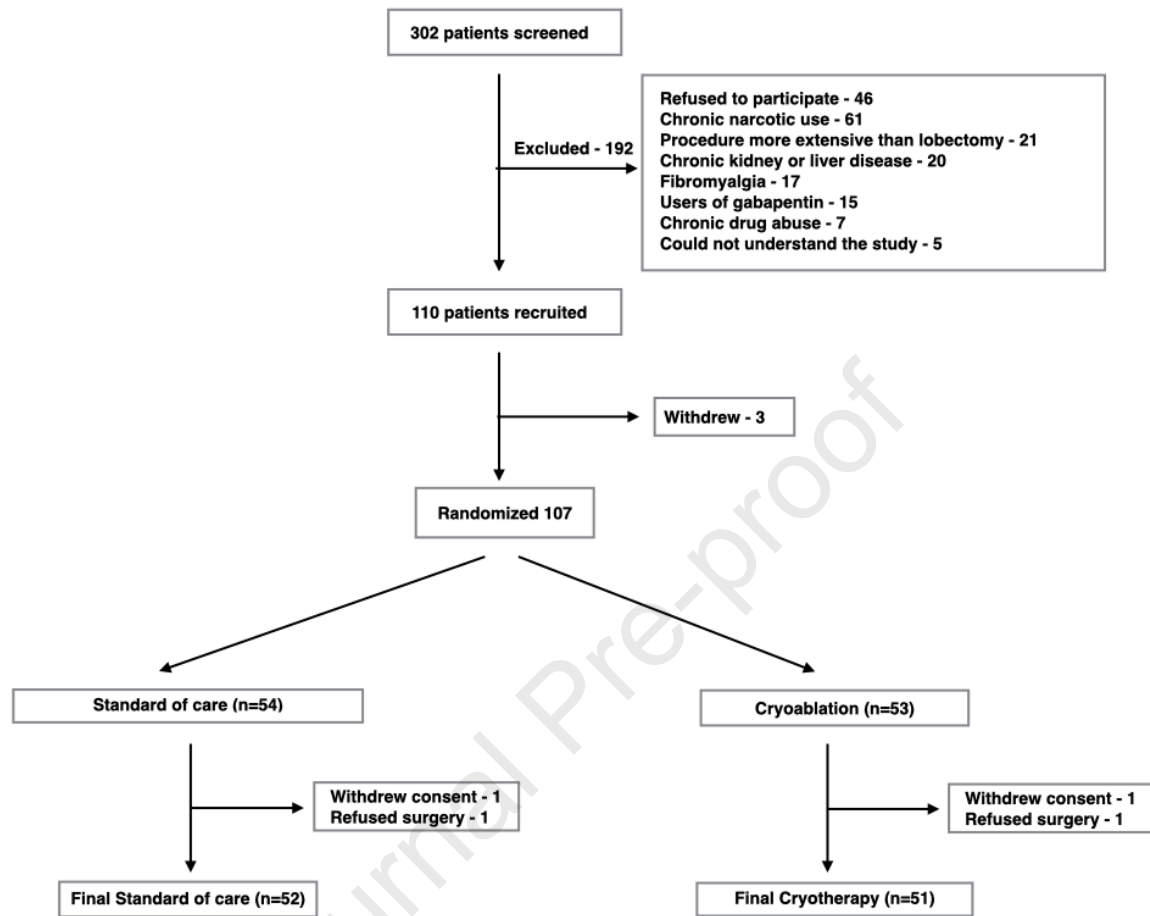 302 patients screened
Excluded - 192
Refused to participate - 46
Chronic narcotic use - 61
Procedure more extensive than lobectomy - 21
Chronic kidney or liver disease - 20
Fibromyalgia - 17
Users of gabapentin - 15
Chronic drug abuse - 7
Could not understand the study - 5
110 patients recruited
Withdrew - 3
Randomized 107
Standard of care (n=54)
Cryoablation (n=53)
Withdrew consent - 1
Refused surgery - 1
Withdrew consent - 1
Refused surgery - 1
Final Standard of care (n=52)
Final Cryotherapy (n=51)
urnal Pre-proof